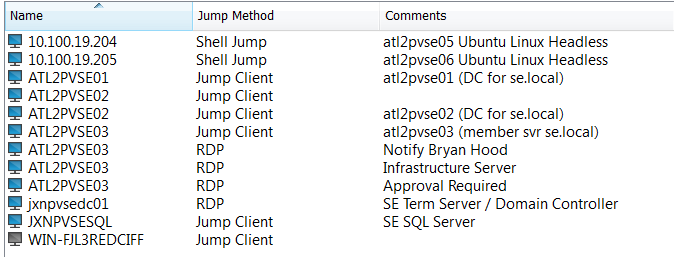 Name Jump Method Comments
10.100.19.204 Shell Jump atl2pvse05 Ubuntu Linux Headless
10.100.19.205 Shell Jump atl2pvse06 Ubuntu Linux Headless
ATL2PVSE01 Jump Client atl2pvse01 (DC for se.local)
ATL2PVSE02 Jump Client
ATL2PVSE02 Jump Client atl2pvse02 (DC for se.local)
ATL2PVSE03 Jump Client atl2pvse03 (member svr se.local)
ATL2PVSE03 RDP Notify Bryan Hood
ATL2PVSE03 RDP Infrastructure Server
ATL2PVSE03 RDP Approval Required
jxnpvsedc01 RDP SE Term Server / Domain Controller
JXNPVSESQL Jump Client SE SQL Server
WIN-FJL3REDCIFF Jump Client